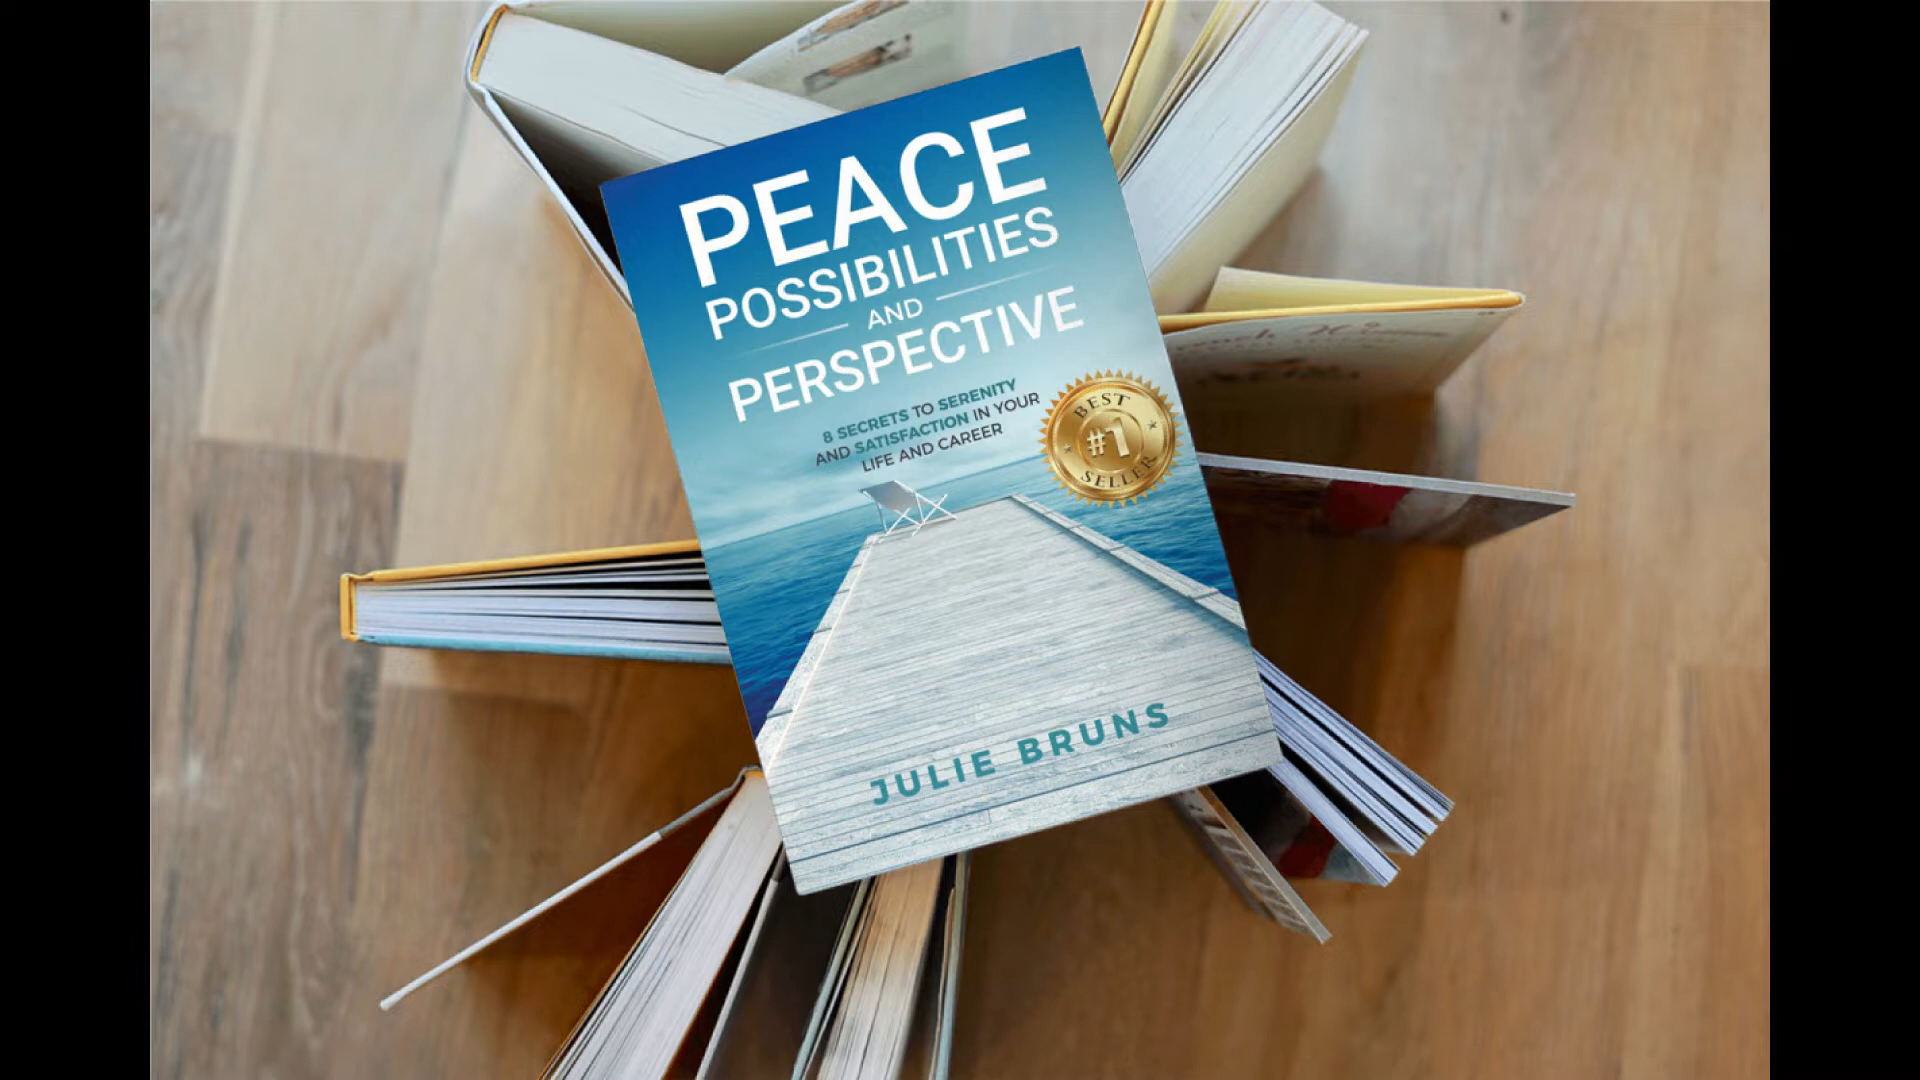 PEACE
POSSIBILITIES
AND
PERSPECTIVE
8 SECRETS TO SERENITY
AND SATISFACTION IN YOUR
LIFE AND CAREER
BEST
#1
SELLER
JULIE BRUNS